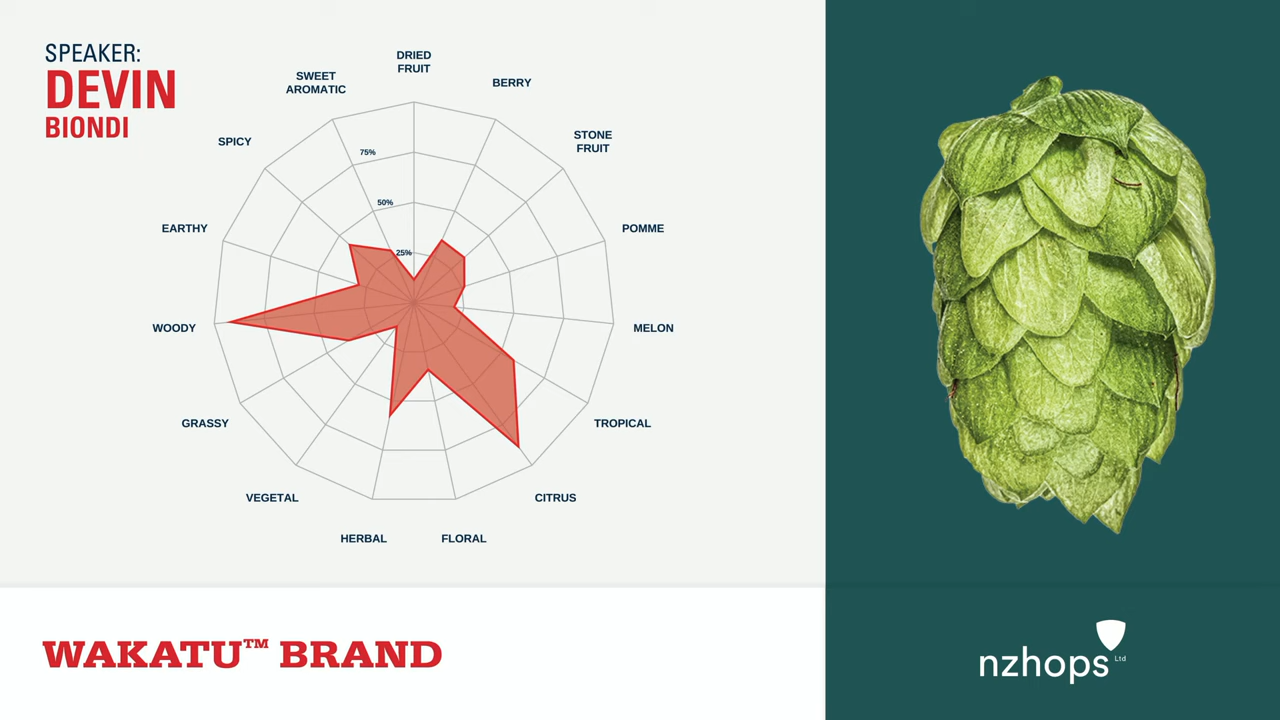 SPEAKER:
DEVIN
BIONDI
DRIED
FRUIT
BERRY
STONE
FRUIT
POMME
MELON
TROPICAL
CITRUS
FLORAL
HERBAL
VEGETAL
GRASSY
WOODY
EARTHY
SPICY
SWEET
AROMATIC
75%
50%
25%
WAKATU™ BRAND
nzhops Ltd